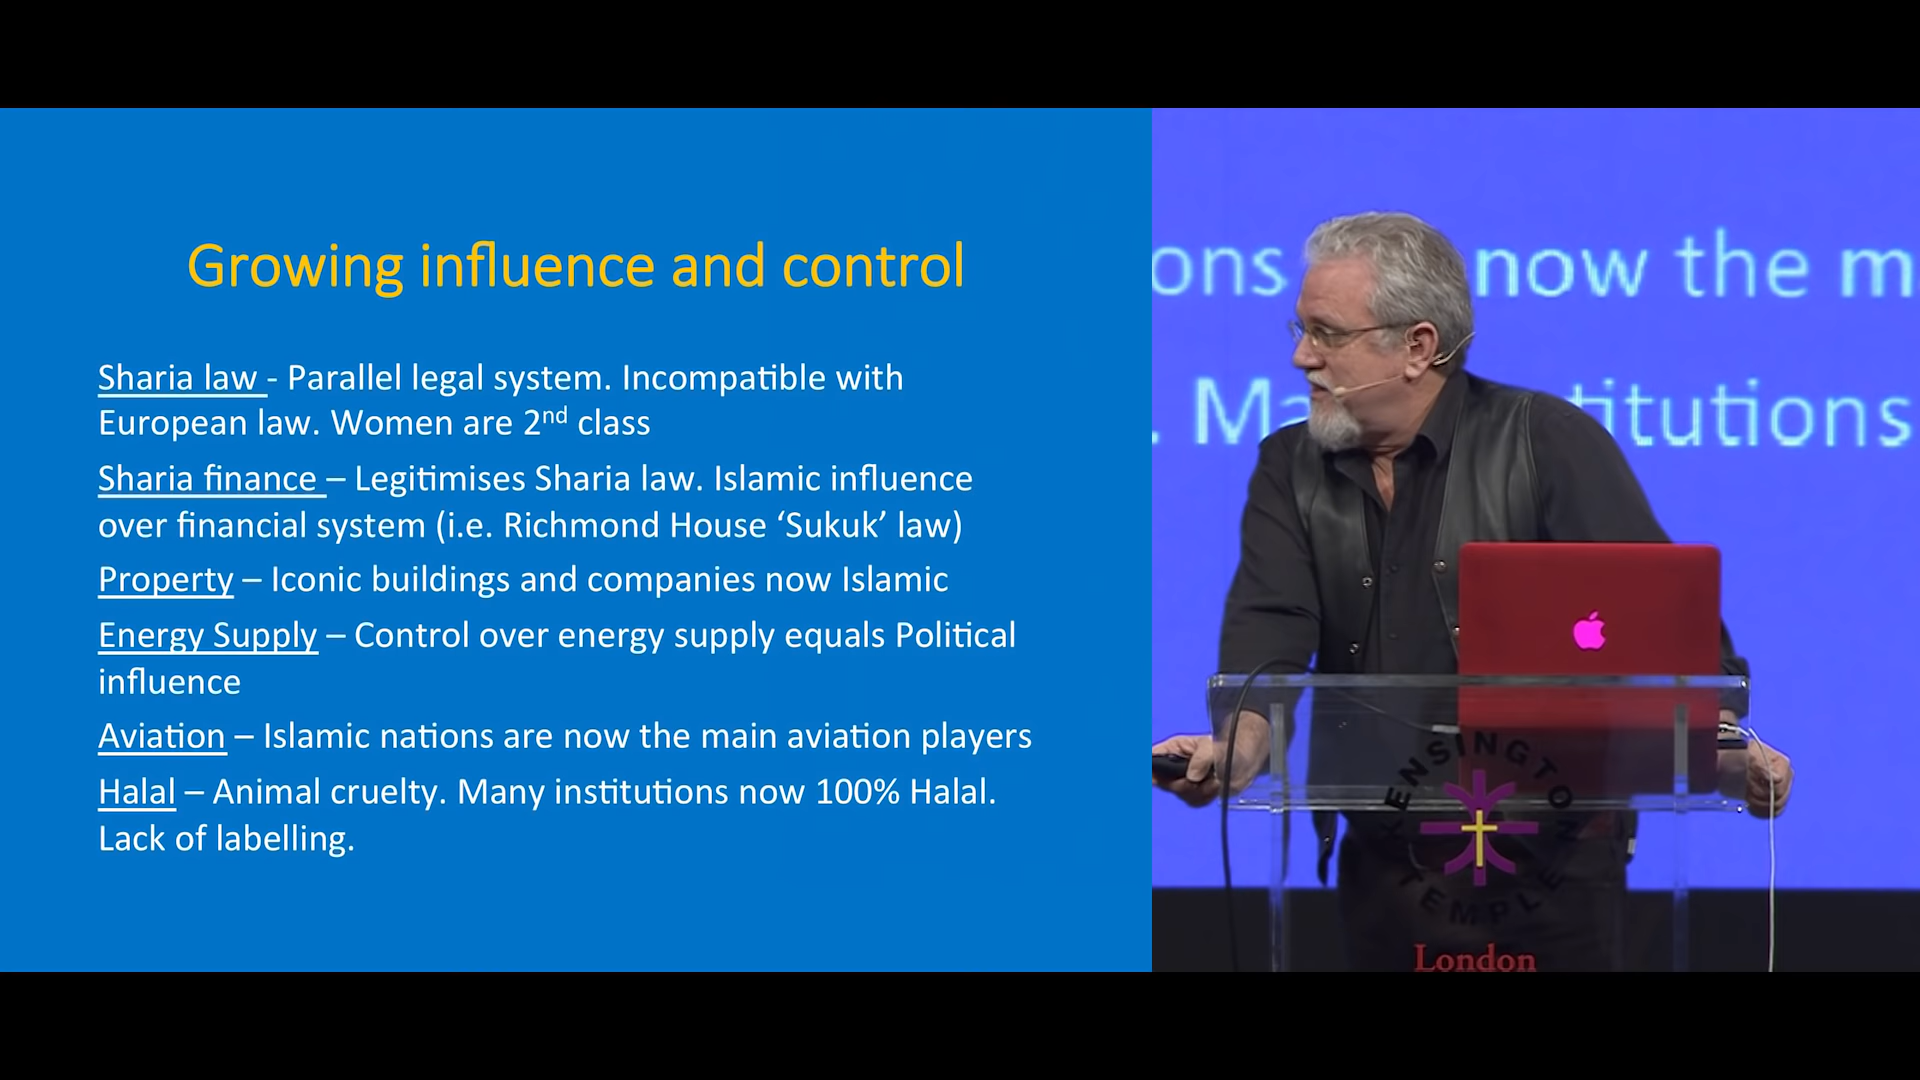 Growing influence and control
Sharia law - Parallel legal system. Incompatible with
European law. Women are 2nd class
Sharia finance – Legitimises Sharia law. Islamic influence
over financial system (i.e. Richmond House ‘Sukuk’ law)
Property – Iconic buildings and companies now Islamic
Energy Supply – Control over energy supply equals Political
influence
Aviation – Islamic nations are now the main aviation players
Halal – Animal cruelty. Many institutions now 100% Halal.
Lack of labelling.
ons now the m
. Ma titutions
KENSINGTON
TEMPLE
London